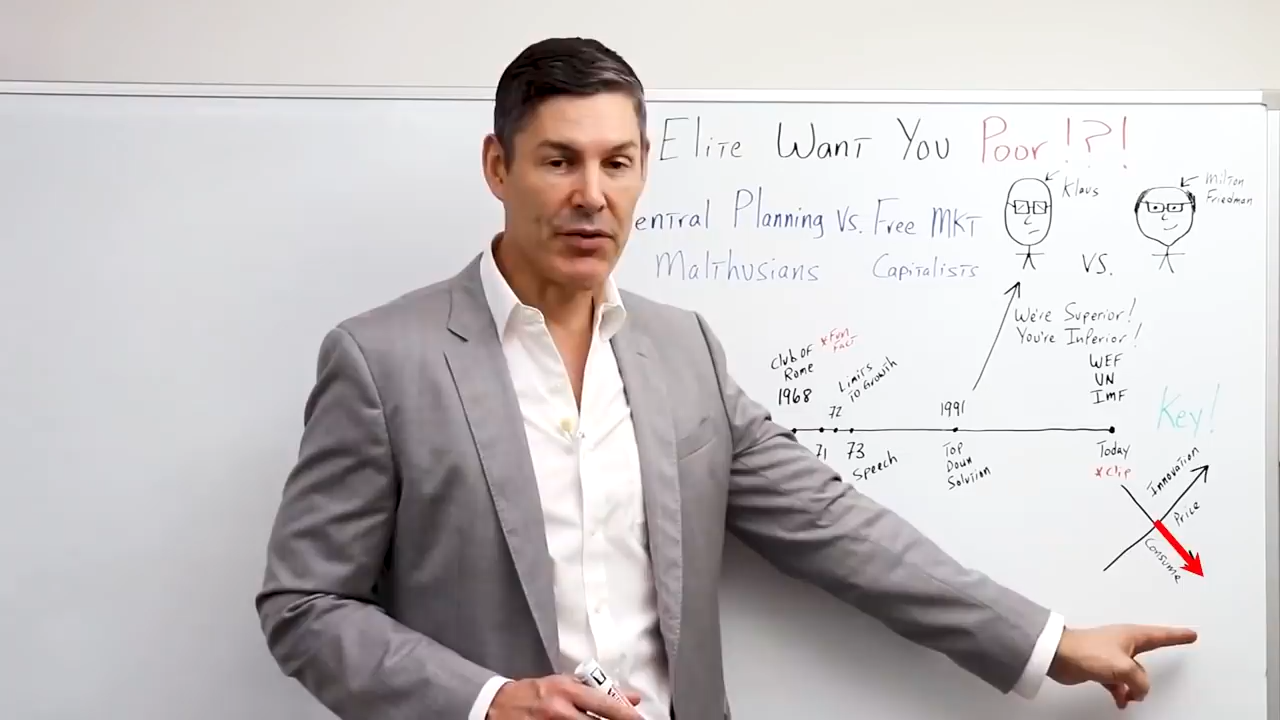 Elite Want You Poor!?!
entral Planning Vs. Free MKT
Malthusians Capitalists
Klaus
Milton
Friedman
VS.
We're Superior!
You're Inferior!
WEF
UN
IMF
Club of
Rome
1968
*Fun
Fact
72
Limits
To Growth
71
73
Speech
1991
Top
Down
Solution
Today
*Clip
Key!
Innovation
Price
Consume